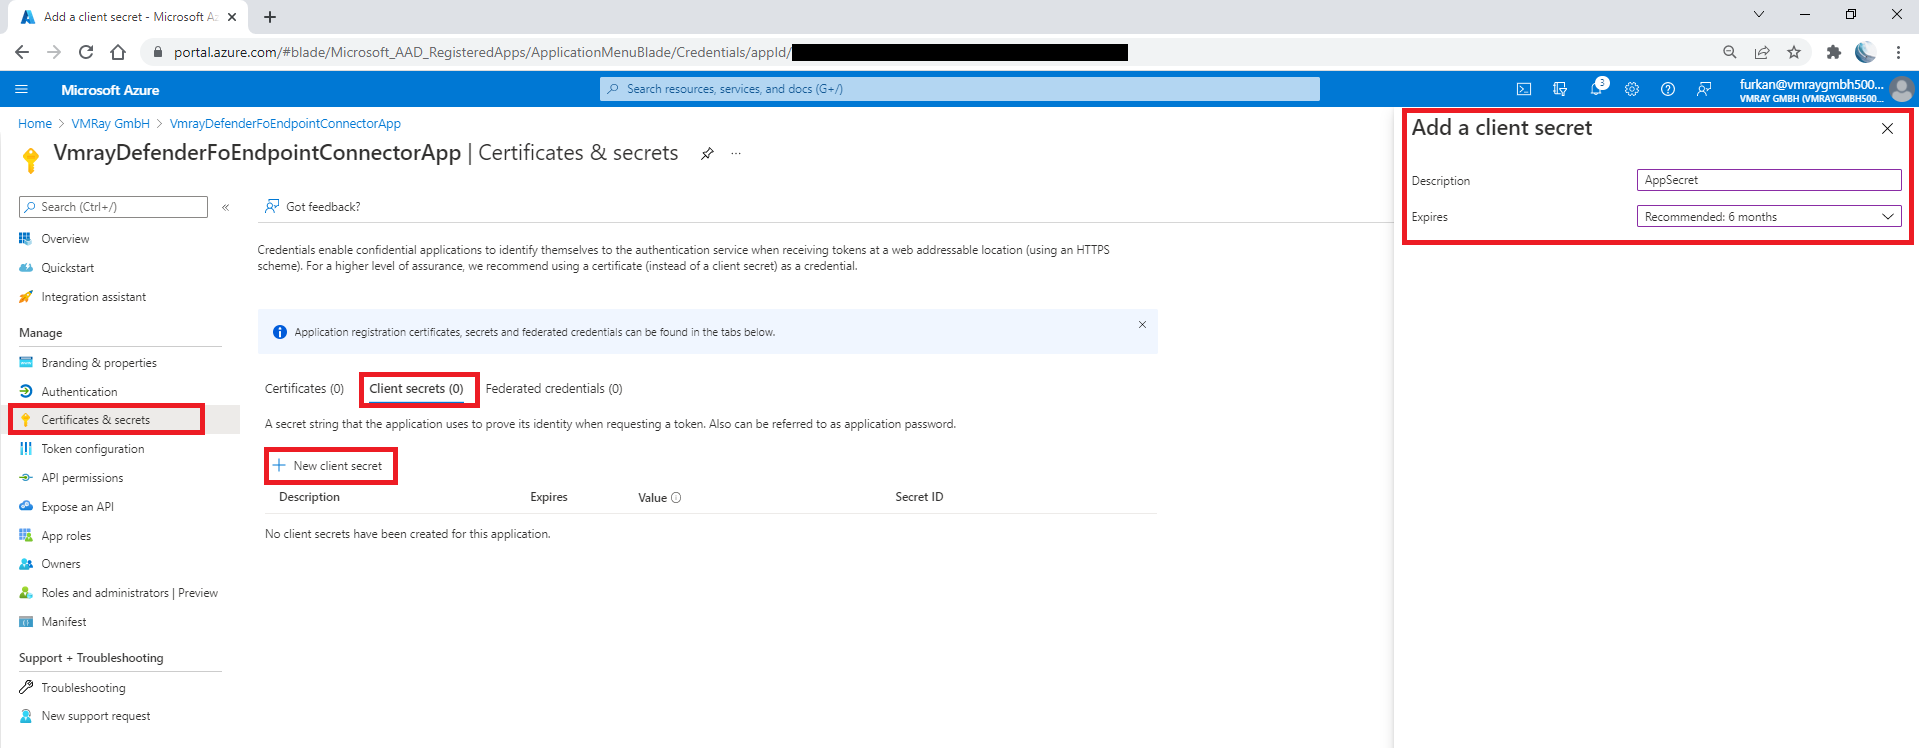 Add a client secret - Microsoft Az
portal.azure.com/#blade/Microsoft_AAD_RegisteredApps/ApplicationMenuBlade/Credentials/appId/
Microsoft Azure
Search resources, services, and docs (G+/)
3
furkan@vmraygmbh500...
VMRAY GMBH (VMRAYGMBH500...
Home > VMRay GmbH > VmrayDefenderFoEndpointConnectorApp
VmrayDefenderFoEndpointConnectorApp | Certificates & secrets
...
Search (Ctrl+/)
«
Overview
Quickstart
Integration assistant
Manage
Branding & properties
Authentication
Certificates & secrets
Token configuration
API permissions
Expose an API
App roles
Owners
Roles and administrators | Preview
Manifest
Support + Troubleshooting
Troubleshooting
New support request
Got feedback?
Credentials enable confidential applications to identify themselves to the authentication service when receiving tokens at a web addressable location (using an HTTPS
scheme). For a higher level of assurance, we recommend using a certificate (instead of a client secret) as a credential.
Application registration certificates, secrets and federated credentials can be found in the tabs below.
Certificates (0) Client secrets (0) Federated credentials (0)
A secret string that the application uses to prove its identity when requesting a token. Also can be referred to as application password.
+ New client secret
Description Expires Value Secret ID
No client secrets have been created for this application.
Add a client secret
Description AppSecret
Expires Recommended: 6 months